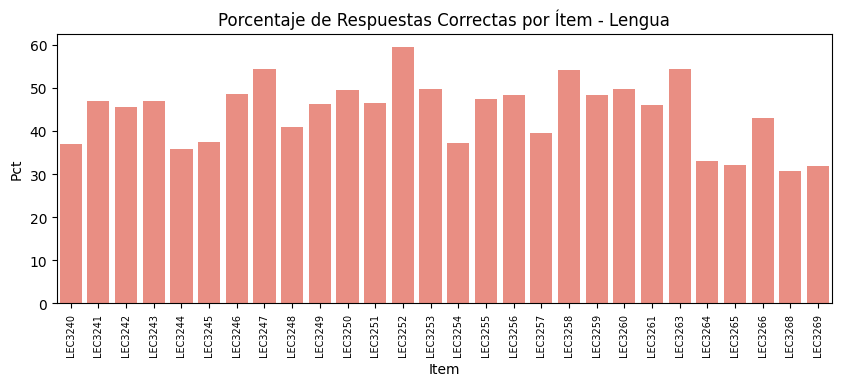 Porcentaje de Respuestas Correctas por Ítem - Lengua
60
50
40
30
20
10
0
Pct
LEC3240
LEC3241
LEC3242
LEC3243
LEC3244
LEC3245
LEC3246
LEC3247
LEC3248
LEC3249
LEC3250
LEC3251
LEC3252
LEC3253
LEC3254
LEC3255
LEC3256
LEC3257
LEC3258
LEC3259
LEC3260
LEC3261
LEC3263
LEC3264
LEC3265
LEC3266
LEC3268
LEC3269
Item